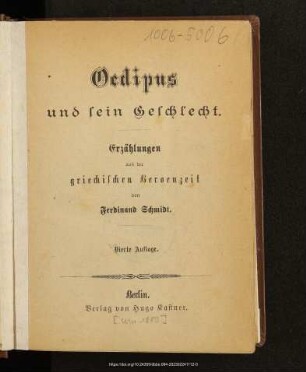 1006-5006/
Oedipus
und sein Geschlecht.
Erzählungen
aus der
griechischen Heroenzeit
von
Ferdinand Schmidt.
Vierte Auflage.
Berlin.
Verlag von Hugo Kastner.